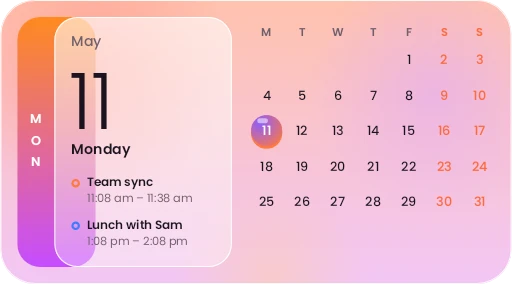 MON
May
11
Monday
Team sync
11:08 am – 11:38 am
Lunch with Sam
1:08 pm – 2:08 pm
M T W T F S S
1 2 3
4 5 6 7 8 9 10
11 12 13 14 15 16 17
18 19 20 21 22 23 24
25 26 27 28 29 30 31